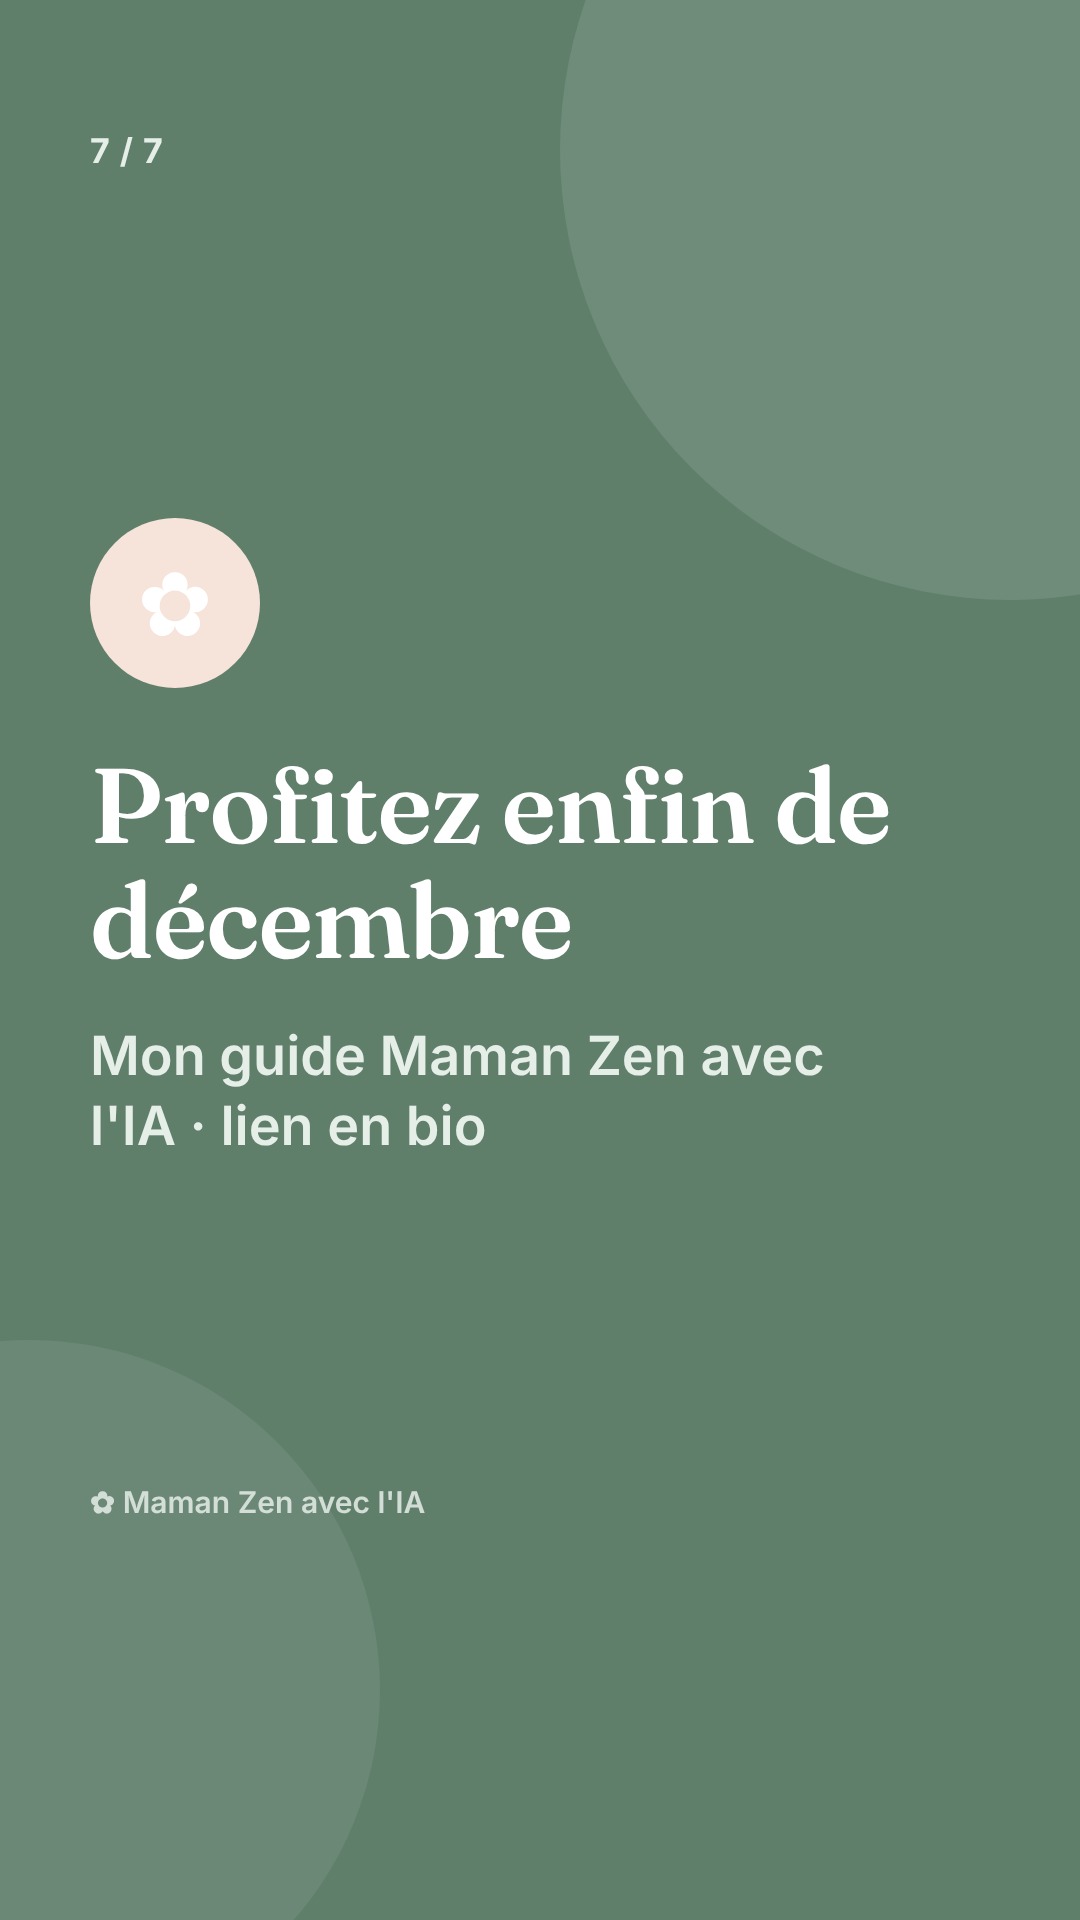 7 / 7
Profitez enfin de
décembre
Mon guide Maman Zen avec
l'IA · lien en bio
✿ Maman Zen avec l'IA